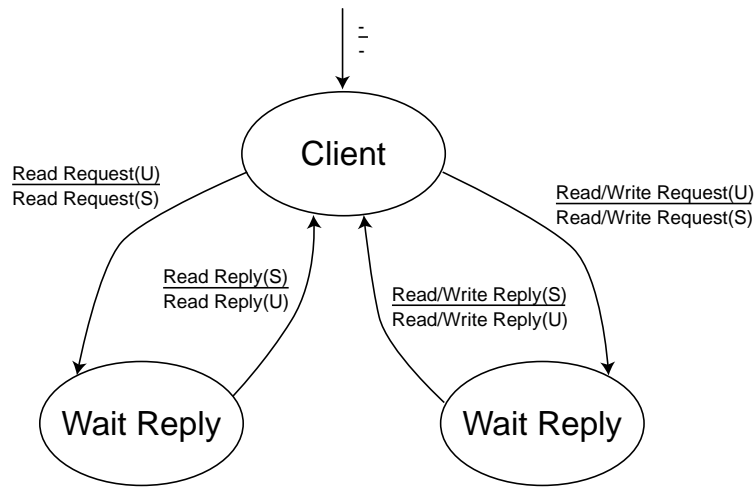 -
-
Client
Read Request(U)
Read Request(S)
Read/Write Request(U)
Read/Write Request(S)
Read Reply(S)
Read Reply(U)
Read/Write Reply(S)
Read/Write Reply(U)
Wait Reply
Wait Reply